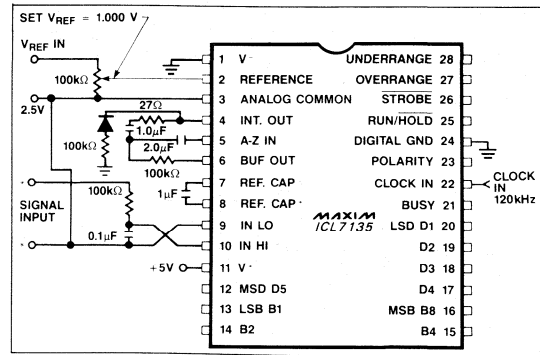 SET VREF = 1.000 V
VREF IN
100kΩ
2.5V
27Ω
1.0µF
100kΩ
2.0µF
100kΩ
100kΩ
1µF
SIGNAL
INPUT
0.1µF
+5V
1 V-
2 REFERENCE
3 ANALOG COMMON
4 INT. OUT
5 A-Z IN
6 BUF OUT
7 REF. CAP-
8 REF. CAP+
9 IN LO
10 IN HI
11 V+
12 MSD D5
13 LSB B1
14 B2
MAXIM
ICL7135
UNDERRANGE 28
OVERRANGE 27
STROBE 26
RUN/HOLD 25
DIGITAL GND 24
POLARITY 23
CLOCK IN 22
BUSY 21
LSD D1 20
D2 19
D3 18
D4 17
MSB B8 16
B4 15
CLOCK
IN
120kHz